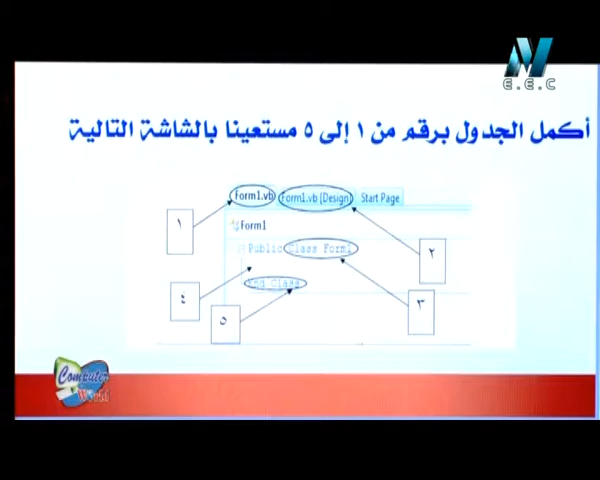 E.E.C
أكمل الجدول برقم من ١ إلى ٥ مستعينا بالشاشة التالية
Form1.vb Form1.vb [Design] Start Page
١
Form1
Public Class Form1
٢
End Class
٤
٣
٥
Computer
World